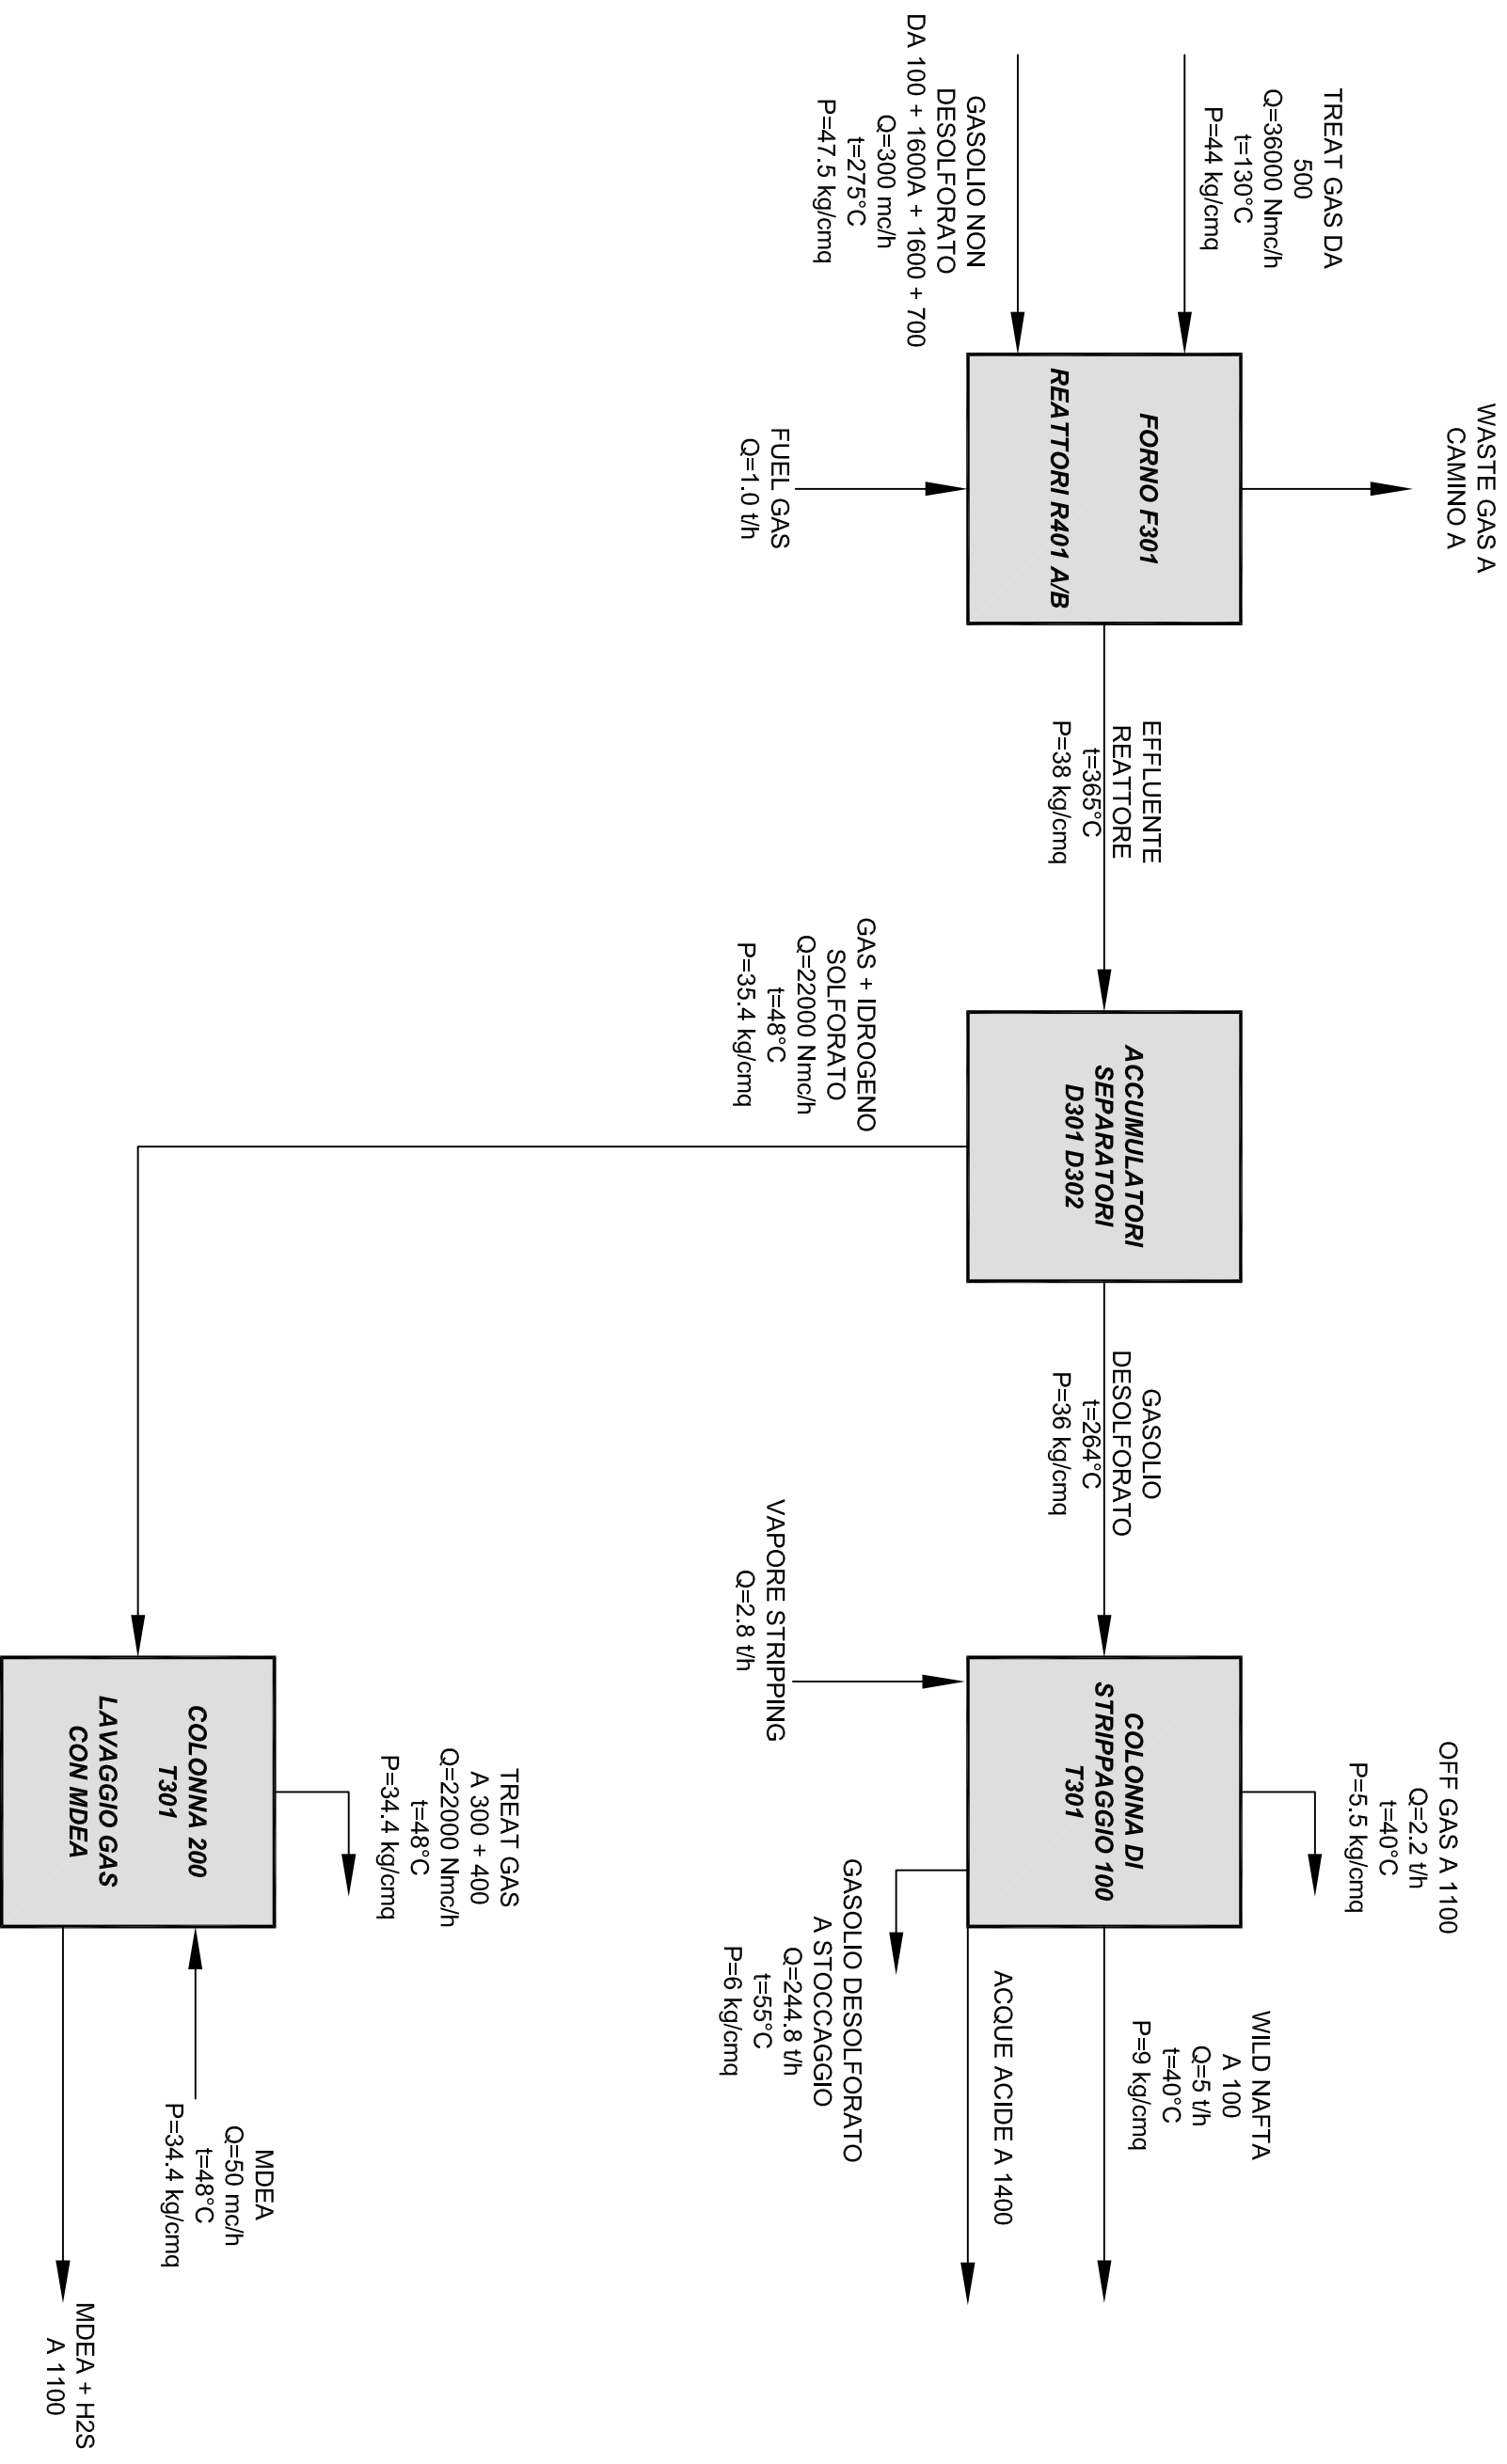 WASTE GAS A
CAMINO A
TREAT GAS DA
500
Q=36000 Nmc/h
t=130°C
P=44 kg/cmq
GASOLIO NON
DESOLFORATO
DA 100 + 1600A + 1600 + 700
Q=300 mc/h
t=275°C
P=47.5 kg/cmq
FORNO F301
REATTORI R401 A/B
FUEL GAS
Q=1.0 t/h
EFFLUENTE
REATTORE
t=365°C
P=38 kg/cmq
ACCUMULATORI
SEPARATORI
D301 D302
GAS + IDROGENO
SOLFORATO
Q=22000 Nmc/h
t=48°C
P=35.4 kg/cmq
GASOLIO
DESOLFORATO
t=264°C
P=36 kg/cmq
OFF GAS A 1100
Q=2.2 t/h
t=40°C
P=5.5 kg/cmq
COLONNA DI
STRIPPAGGIO 100
T301
VAPORE STRIPPING
Q=2.8 t/h
WILD NAFTA
A 100
Q=5 t/h
t=40°C
P=9 kg/cmq
ACQUE ACIDE A 1400
GASOLIO DESOLFORATO
A STOCCAGGIO
Q=244.8 t/h
t=55°C
P=6 kg/cmq
TREAT GAS
A 300 + 400
Q=22000 Nmc/h
t=48°C
P=34.4 kg/cmq
COLONNA 200
T301
LAVAGGIO GAS
CON MDEA
MDEA
Q=50 mc/h
t=48°C
P=34.4 kg/cmq
MDEA + H2S
A 1100